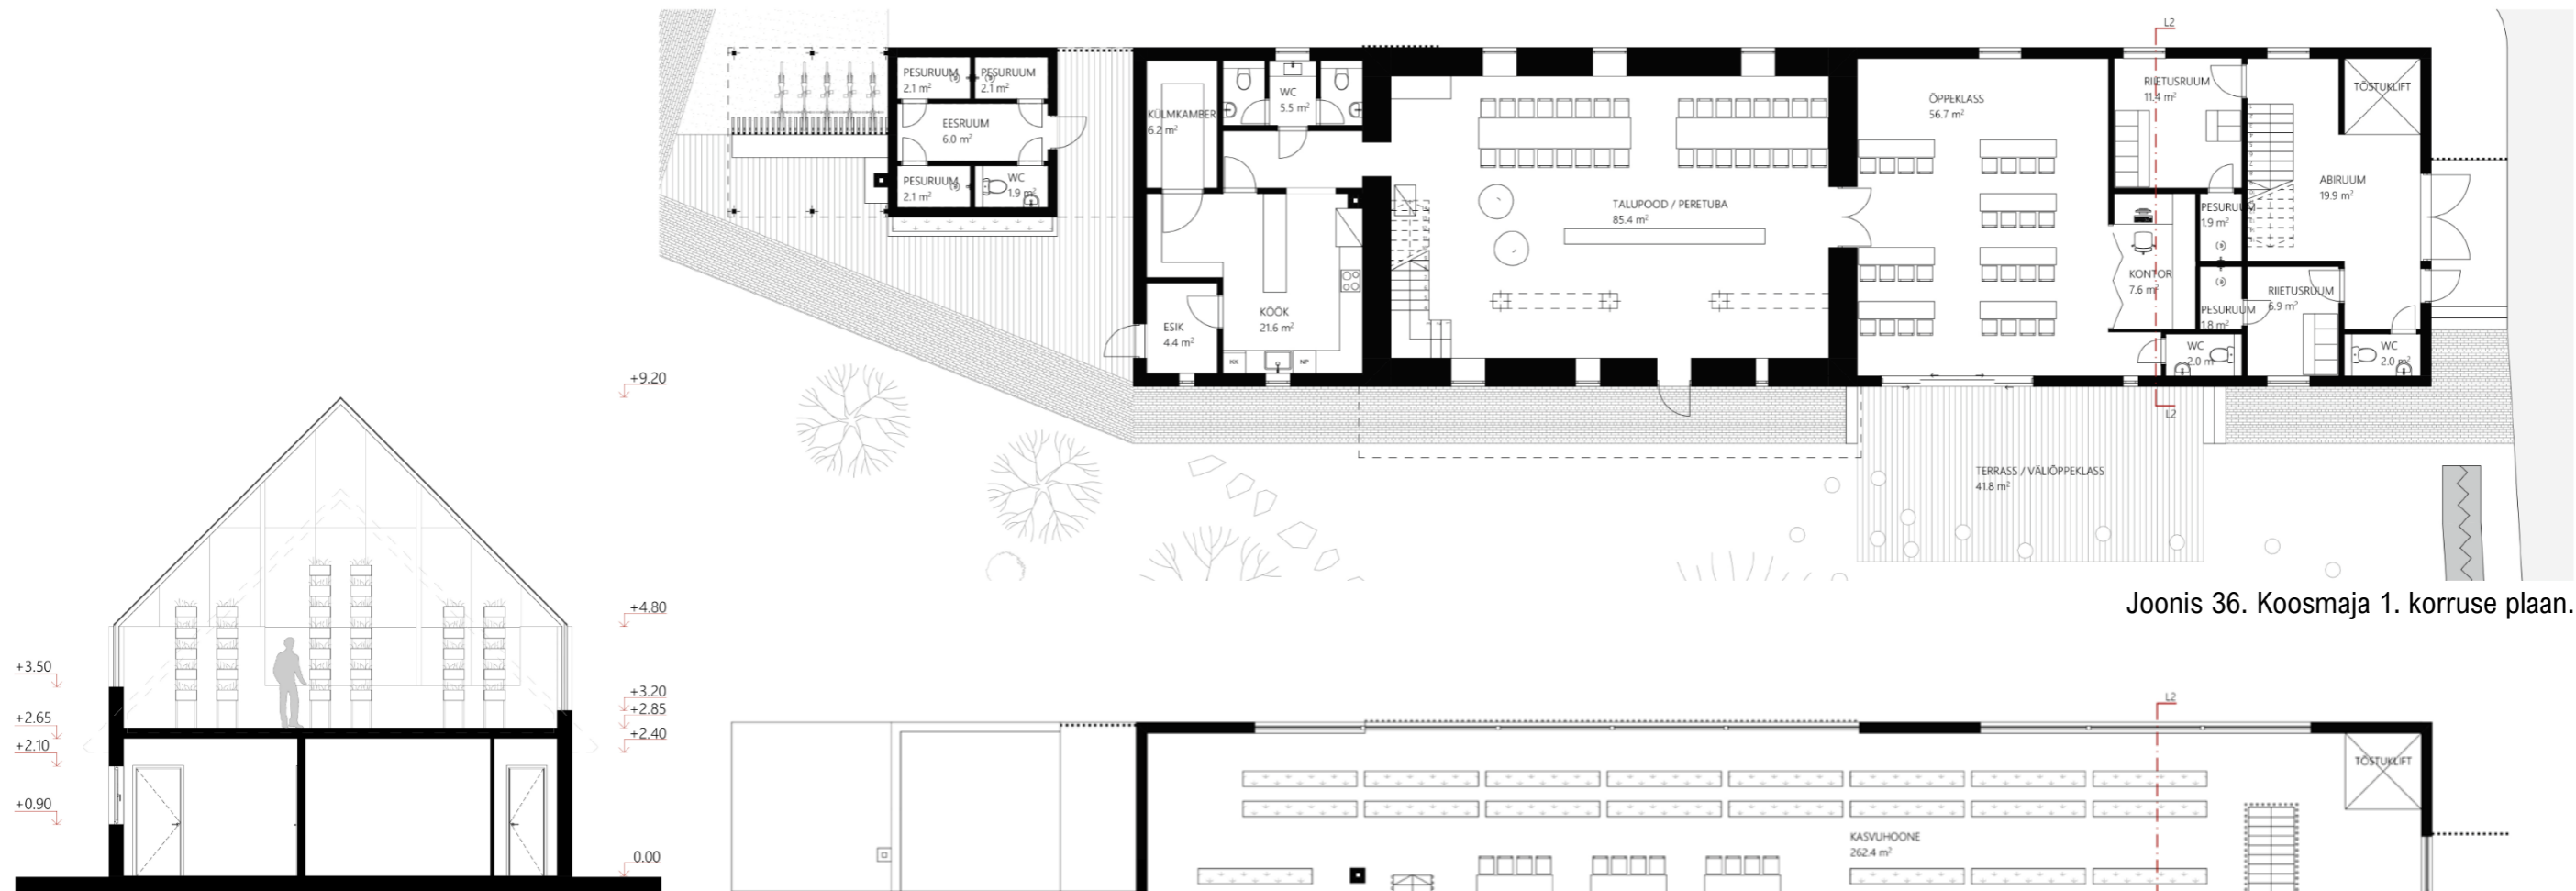 L2
PESURUUM
2.1 m²
PESURUUM
2.1 m²
EESRUUM
6.0 m²
PESURUUM
2.1 m²
WC
1.9 m²
KÜLMKAMBER
6.2 m²
WC
5.5 m²
ESIK
4.4 m²
KÖÖK
21.6 m²
KK
NP
TALUPOOD / PERETUBA
85.4 m²
ÕPPEKLASS
56.7 m²
RIIETUSRUUM
11.4 m²
TÕSTUKLIFT
ABIRUUM
19.9 m²
PESURUUM
1.9 m²
KONTOR
7.6 m²
PESURUUM
1.8 m²
RIIETUSRUUM
6.9 m²
WC
2.0 m²
WC
2.0 m²
L2
TERRASS / VÄLIÕPPEKLASS
41.8 m²
Joonis 36. Koosmaja 1. korruse plaan.
+9.20
+4.80
+3.50
+3.20
+2.85
+2.65
+2.40
+2.10
+0.90
0.00
L2
TÕSTUKLIFT
KASVUHOONE
262.4 m²